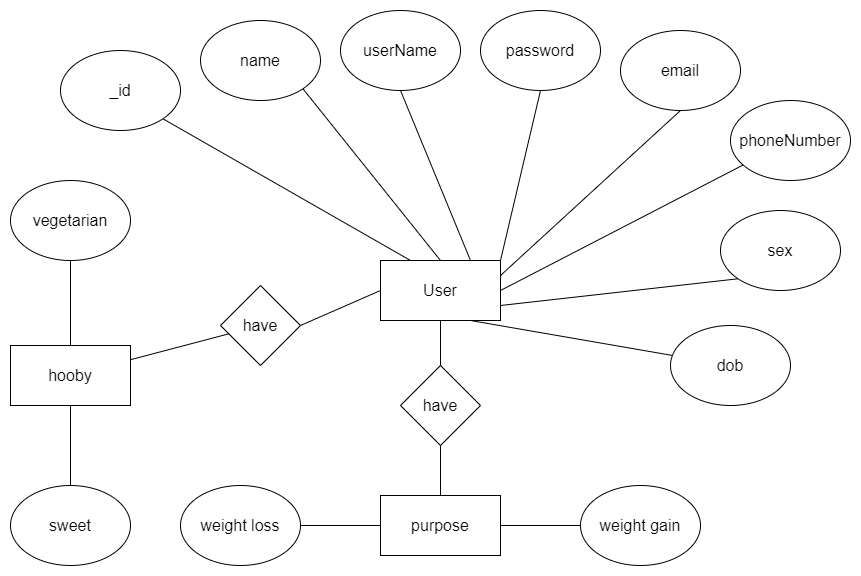 _id
name
userName
password
email
phoneNumber
vegetarian
sex
User
have
hooby
dob
have
sweet
weight loss
purpose
weight gain